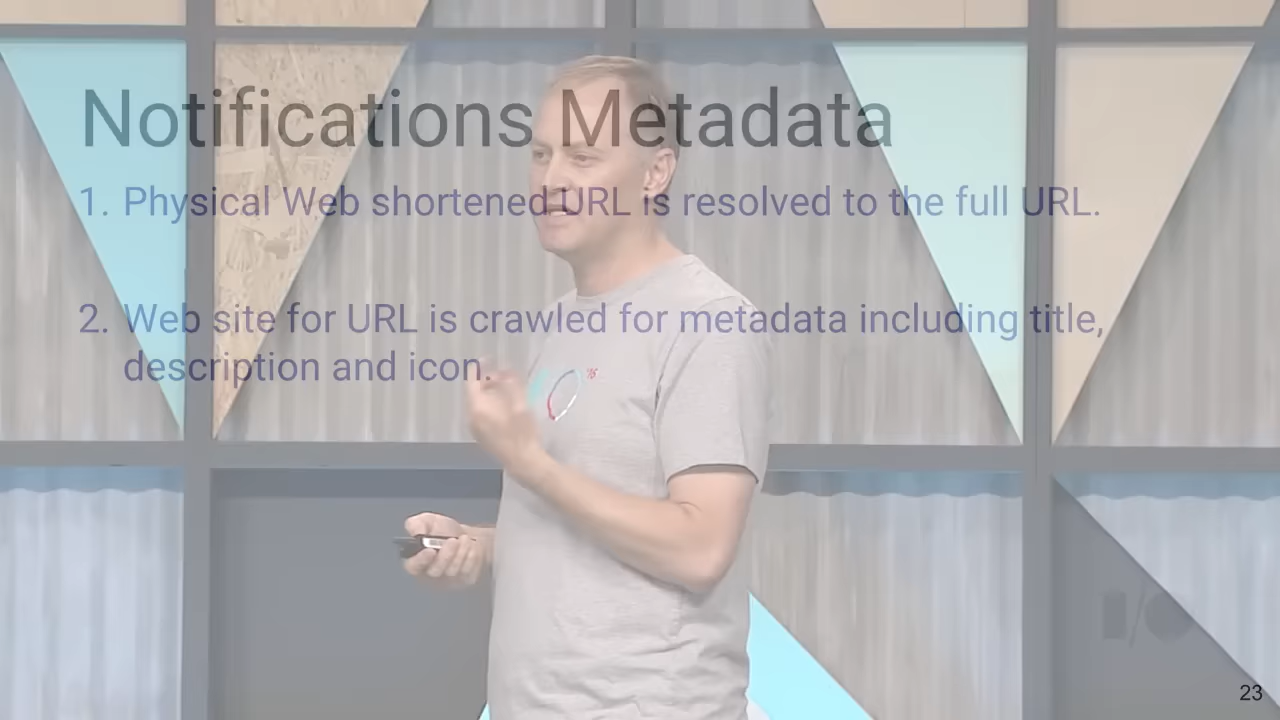 Notifications Metadata
1. Physical Web shortened URL is resolved to the full URL.
2. Web site for URL is crawled for metadata including title,
description and icon.
'16
I/O
23